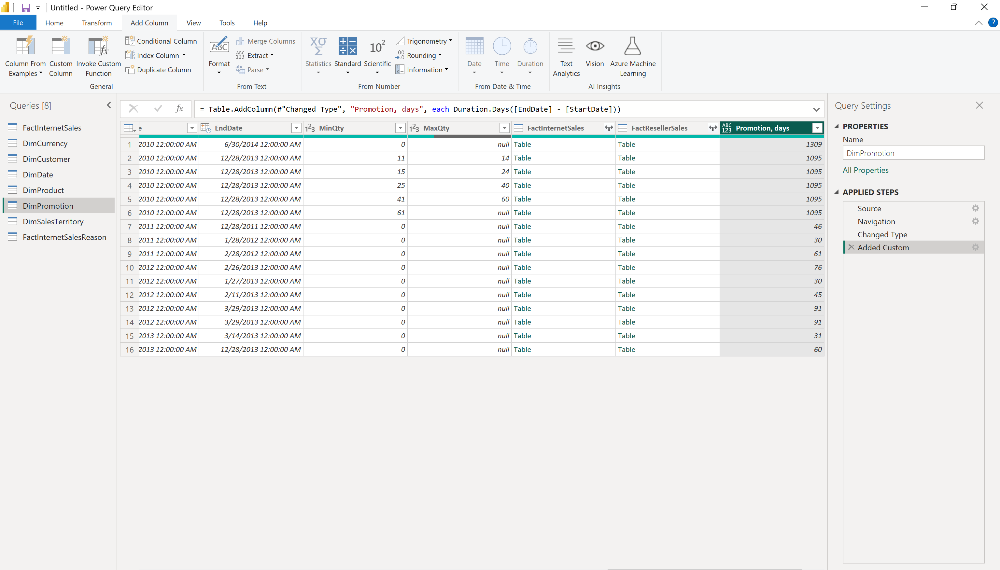 Untitled - Power Query Editor
File Home Transform Add Column View Tools Help
?
Column From Examples
Custom Column
Invoke Custom Function
Conditional Column
Index Column
Duplicate Column
General
ABC
Format
Merge Columns
ABC 123 Extract
abc Parse
From Text
Xσ Σ
Statistics
Standard
10²
Scientific
Trigonometry
.00 .0 Rounding
Information
From Number
Date
Time
Duration
From Date & Time
Text Analytics
Vision
Azure Machine Learning
AI Insights
Queries [8]
FactInternetSales
DimCurrency
DimCustomer
DimDate
DimProduct
DimPromotion
DimSalesTerritory
FactInternetSalesReason
fx = Table.AddColumn(#"Changed Type", "Promotion, days", each Duration.Days([EndDate] - [StartDate]))
e EndDate 123 MinQty 123 MaxQty FactInternetSales FactResellerSales ABC 123 Promotion, days
1 2010 12:00:00 AM 6/30/2014 12:00:00 AM 0 null Table Table 1309
2 2010 12:00:00 AM 12/28/2013 12:00:00 AM 11 14 Table Table 1095
3 2010 12:00:00 AM 12/28/2013 12:00:00 AM 15 24 Table Table 1095
4 2010 12:00:00 AM 12/28/2013 12:00:00 AM 25 40 Table Table 1095
5 2010 12:00:00 AM 12/28/2013 12:00:00 AM 41 60 Table Table 1095
6 2010 12:00:00 AM 12/28/2013 12:00:00 AM 61 null Table Table 1095
7 2011 12:00:00 AM 12/28/2011 12:00:00 AM 0 null Table Table 46
8 2011 12:00:00 AM 1/28/2012 12:00:00 AM 0 null Table Table 30
9 2011 12:00:00 AM 2/28/2012 12:00:00 AM 0 null Table Table 61
10 2012 12:00:00 AM 2/26/2013 12:00:00 AM 0 null Table Table 76
11 2012 12:00:00 AM 1/27/2013 12:00:00 AM 0 null Table Table 30
12 2012 12:00:00 AM 2/11/2013 12:00:00 AM 0 null Table Table 45
13 2012 12:00:00 AM 3/29/2013 12:00:00 AM 0 null Table Table 91
14 2012 12:00:00 AM 3/29/2013 12:00:00 AM 0 null Table Table 91
15 2013 12:00:00 AM 3/14/2013 12:00:00 AM 0 null Table Table 31
16 2013 12:00:00 AM 12/28/2013 12:00:00 AM 0 null Table Table 60
Query Settings
PROPERTIES
Name
DimPromotion
All Properties
APPLIED STEPS
Source
Navigation
Changed Type
Added Custom